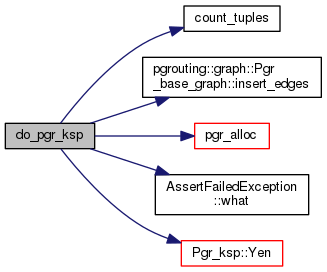 count_tuples
pgrouting::graph::Pgr
_base_graph::insert_edges
do_pgr_ksp
pgr_alloc
AssertFailedException
::what
Pgr_ksp::Yen